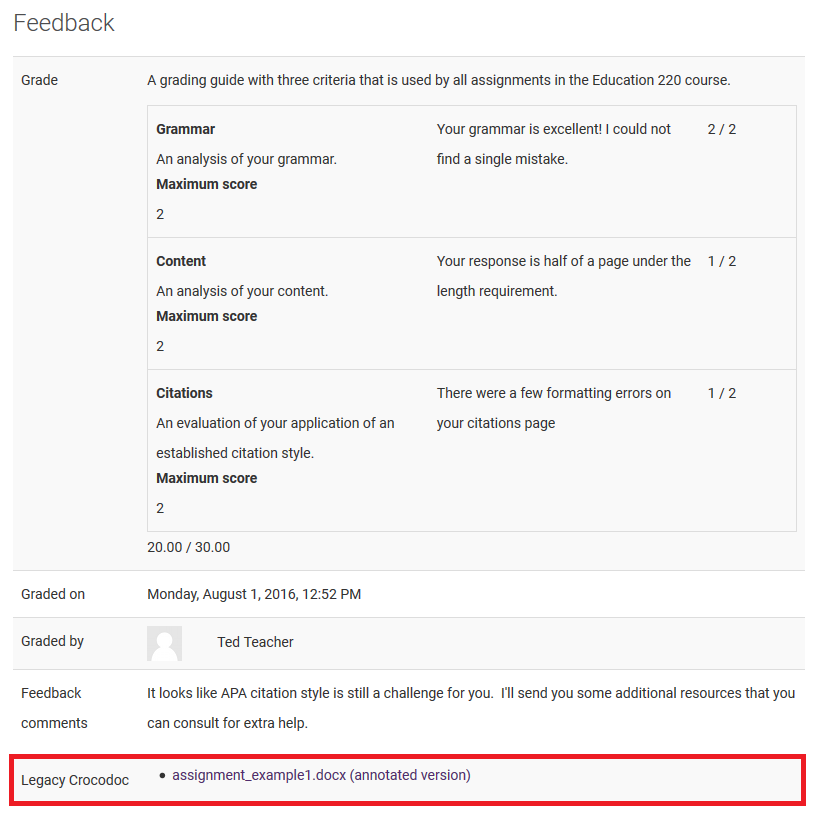 Feedback
Grade
A grading guide with three criteria that is used by all assignments in the Education 220 course.
Grammar
An analysis of your grammar.
Maximum score
2
Your grammar is excellent! I could not
find a single mistake.
2 / 2
Content
An analysis of your content.
Maximum score
2
Your response is half of a page under the
length requirement.
1 / 2
Citations
An evaluation of your application of an
established citation style.
Maximum score
2
There were a few formatting errors on
your citations page
1 / 2
20.00 / 30.00
Graded on
Monday, August 1, 2016, 12:52 PM
Graded by
Ted Teacher
Feedback
comments
It looks like APA citation style is still a challenge for you.  I'll send you some additional resources that you
can consult for extra help.
Legacy Crocodoc
• assignment_example1.docx (annotated version)